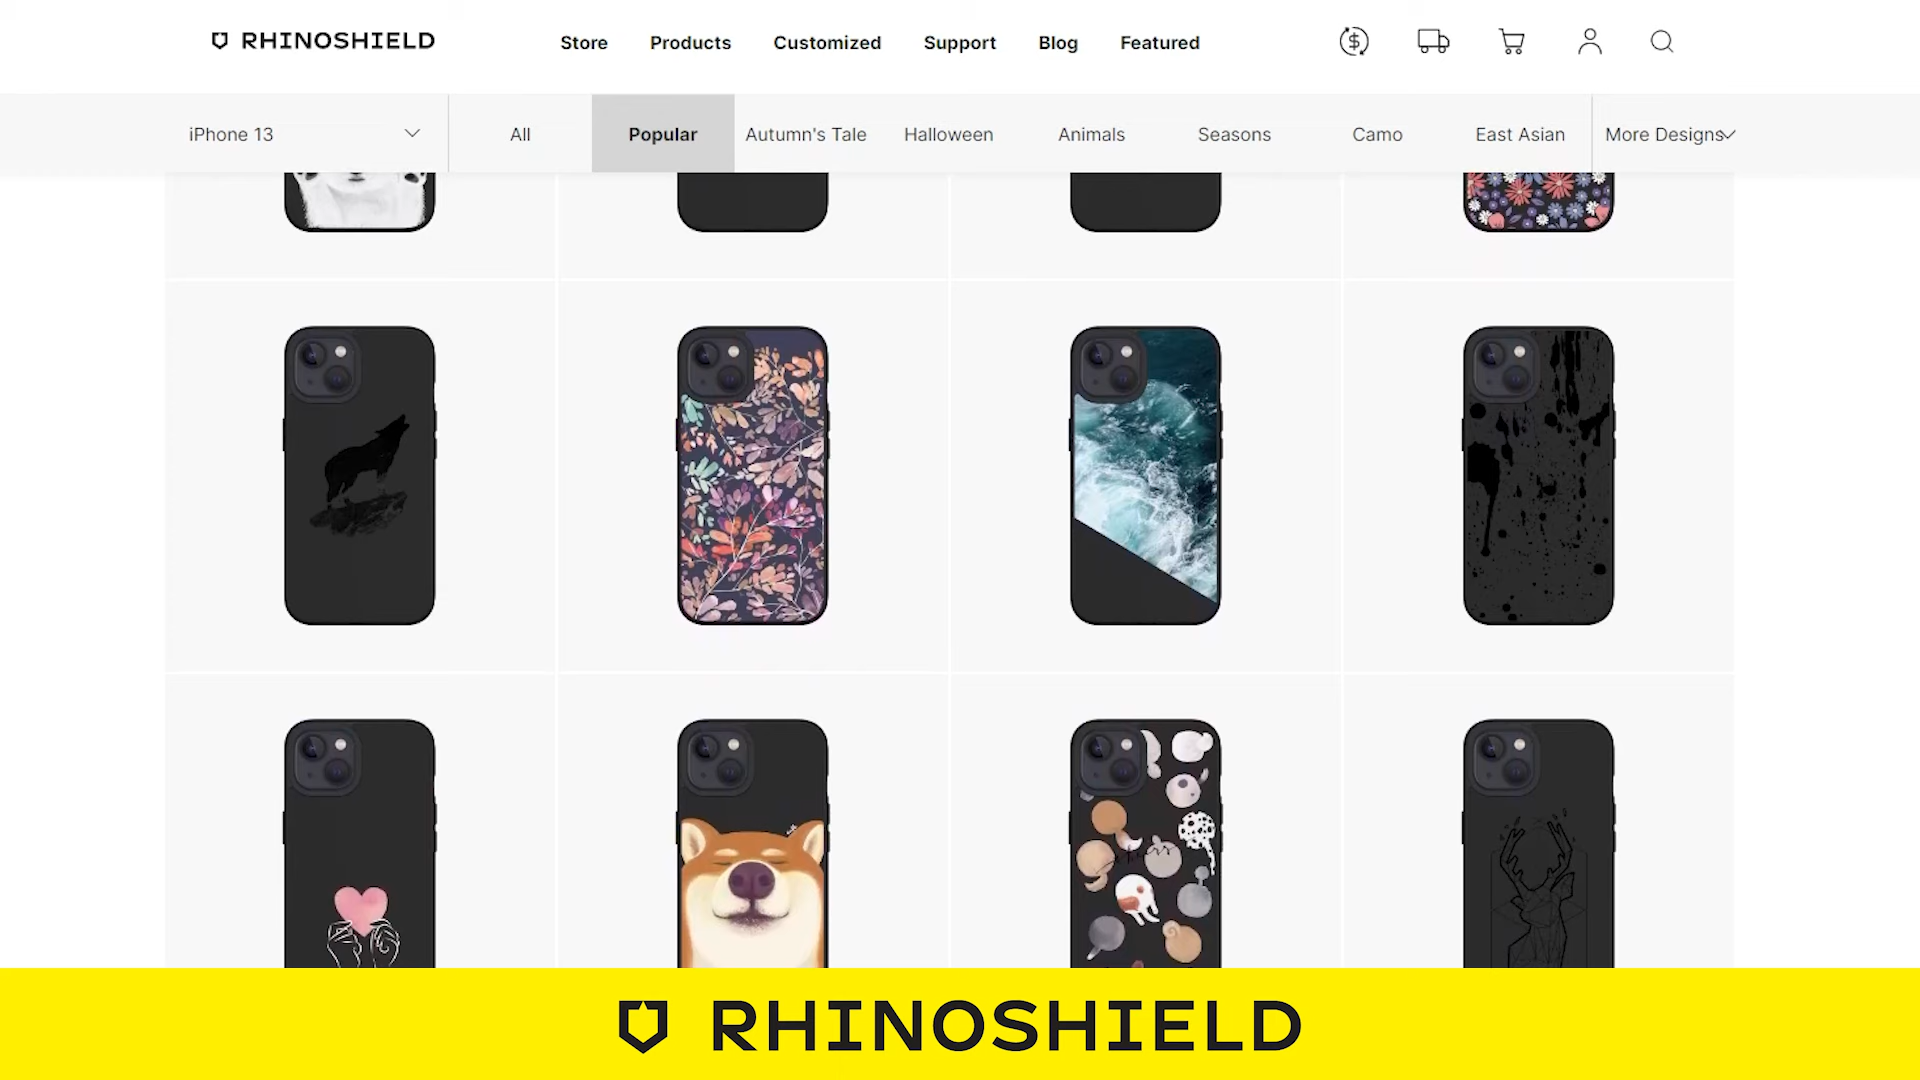 RHINOSHIELD
Store Products Customized Support Blog Featured
iPhone 13 All Popular Autumn's Tale Halloween Animals Seasons Camo East Asian More Designs
RHINOSHIELD